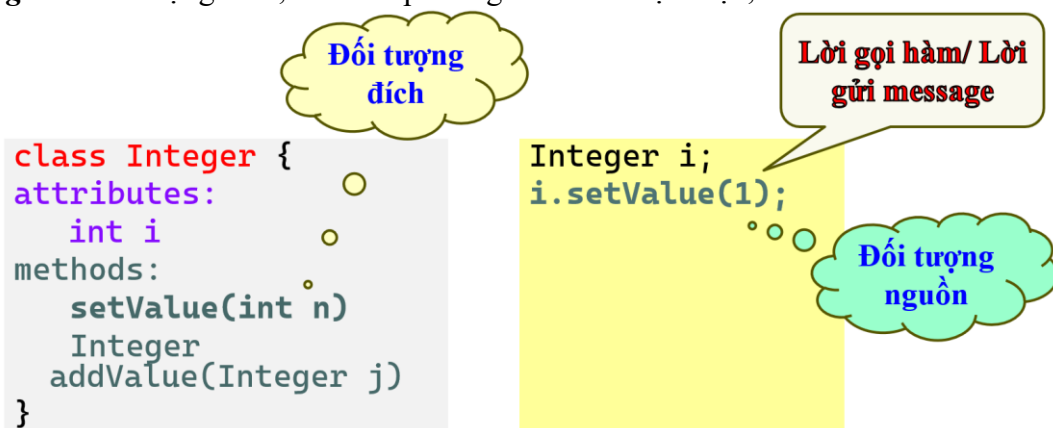 Đối tượng
đích
Lời gọi hàm/ Lời
gửi message
class Integer {
attributes:
int i
methods:
setValue(int n)
Integer
addValue(Integer j)
}
Integer i;
i.setValue(1);
Đối tượng
nguồn